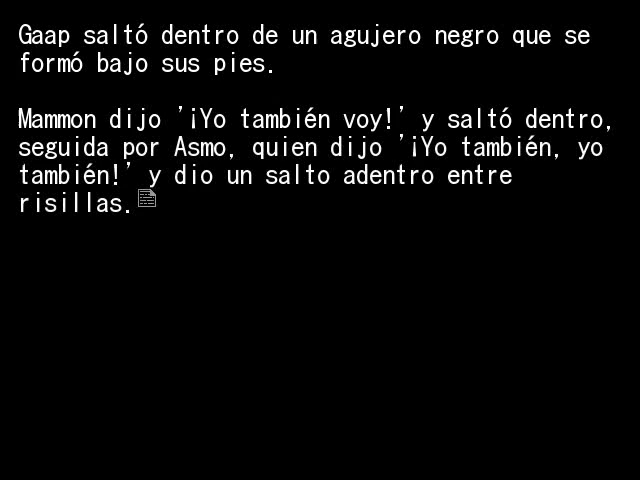 Gaap saltó dentro de un agujero negro que se
formó bajo sus pies.
Mammon dijo '¡Yo también voy!' y saltó dentro,
seguida por Asmo, quien dijo '¡Yo también, yo
también!' y dio un salto adentro entre
risillas.